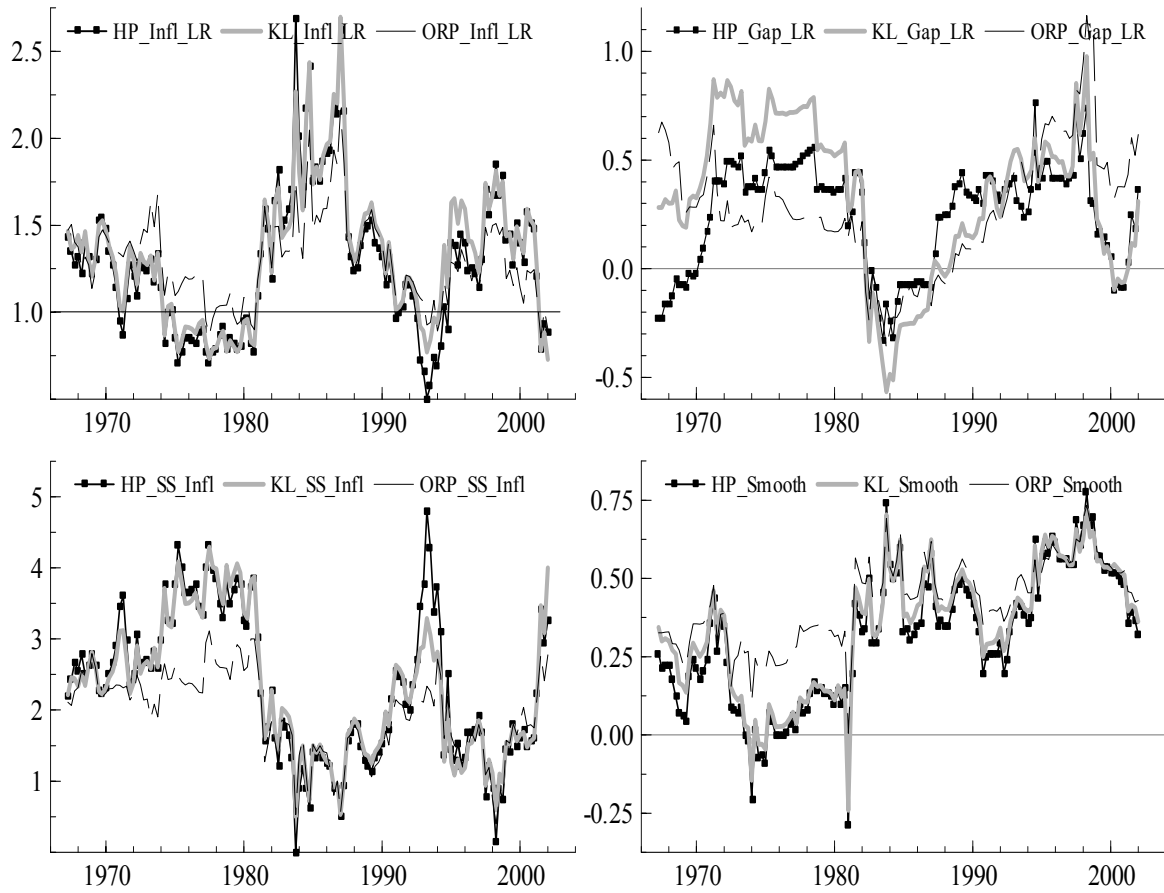 HP_Infl_LR KL_Infl_LR ORP_Infl_LR
2.5
2.0
1.5
1.0
1970 1980 1990 2000
HP_Gap_LR KL_Gap_LR ORP_Gap_LR
1.0
0.5
0.0
-0.5
1970 1980 1990 2000
HP_SS_Infl KL_SS_Infl ORP_SS_Infl
5
4
3
2
1
1970 1980 1990 2000
HP_Smooth KL_Smooth ORP_Smooth
0.75
0.50
0.25
0.00
-0.25
1970 1980 1990 2000